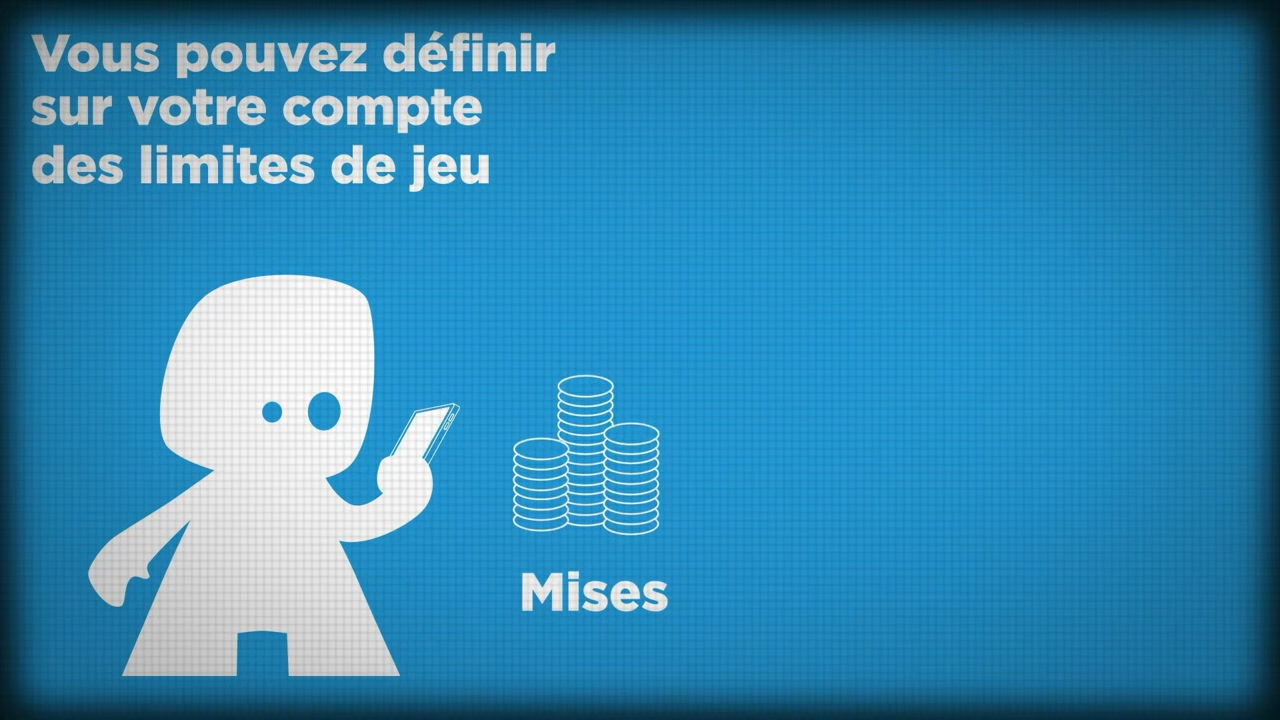 Vous pouvez définir
sur votre compte
des limites de jeu
Mises